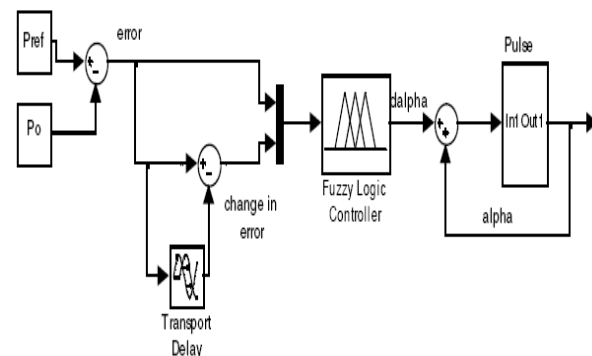 Pref
error
Po
change in
error
Transport
Delay
Fuzzy Logic
Controller
dalpha
Pulse
In1 Out1
alpha